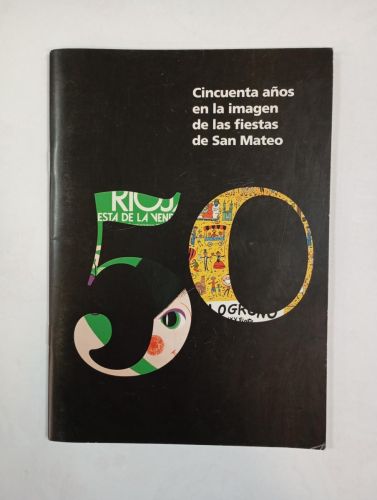 Cincuenta años
en la imagen
de las fiestas
de San Mateo
RIOJ
ESTA DE LA VEND
50
LOGROÑO